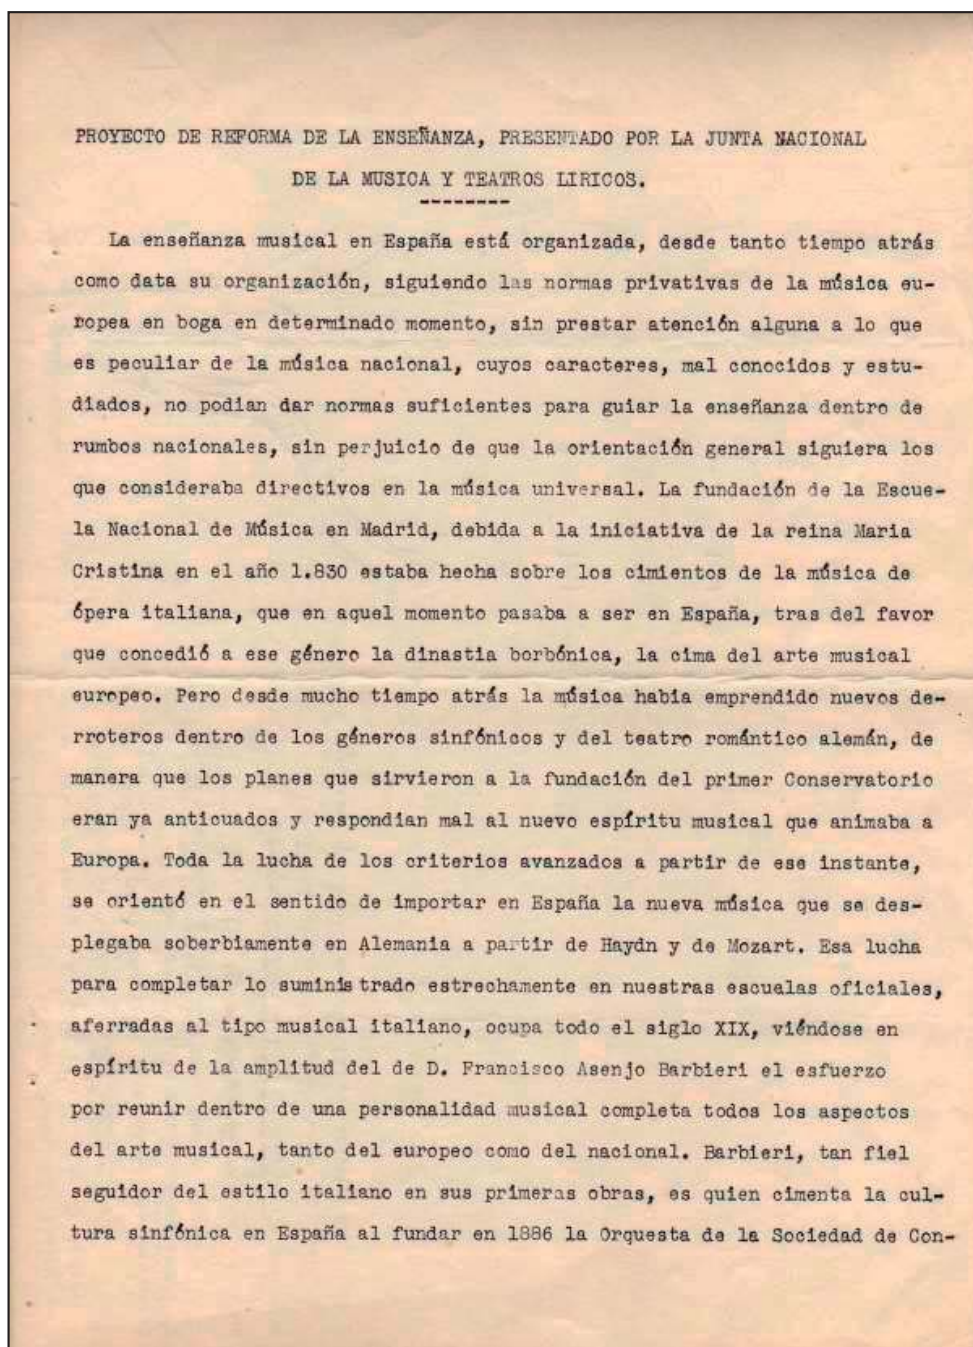 PROYECTO DE REFORMA DE LA ENSEÑANZA, PRESENTADO POR LA JUNTA NACIONAL
DE LA MUSICA Y TEATROS LIRICOS.
--------
La enseñanza musical en España está organizada, desde tanto tiempo atrás
como data su organización, siguiendo las normas privativas de la música eu-
ropea en boga en determinado momento, sin prestar atención alguna a lo que
es peculiar de la música nacional, cuyos caracteres, mal conocidos y estu-
diados, no podian dar normas suficientes para guiar la enseñanza dentro de
rumbos nacionales, sin perjuicio de que la orientación general siguiera los
que consideraba directivos en la música universal. La fundación de la Escue-
la Nacional de Música en Madrid, debida a la iniciativa de la reina Maria
Cristina en el año 1.830 estaba hecha sobre los cimientos de la música de
ópera italiana, que en aquel momento pasaba a ser en España, tras del favor
que concedió a ese género la dinastia borbónica, la cima del arte musical
europeo. Pero desde mucho tiempo atrás la música habia emprendido nuevos de-
rroteros dentro de los géneros sinfónicos y del teatro romántico alemán, de
manera que los planes que sirvieron a la fundación del primer Conservatorio
eran ya anticuados y respondian mal al nuevo espíritu musical que animaba a
Europa. Toda la lucha de los criterios avanzados a partir de ese instante,
se orientó en el sentido de importar en España la nueva música que se des-
plegaba soberbiamente en Alemania a partir de Haydn y de Mozart. Esa lucha
para completar lo suminis trado estrechamente en nuestras escualas oficiales,
aferradas al tipo musical italiano, ocupa todo el siglo XIX, viéndose en
espíritu de la amplitud del de D. Francisco Asenjo Barbieri el esfuerzo
por reunir dentro de una personalidad musical completa todos los aspectos
del arte musical, tanto del europeo como del nacional. Barbieri, tan fiel
seguidor del estilo italiano en sus primeras obras, es quien cimenta la cul-
tura sinfónica en España al fundar en 1886 la Orquesta de la Sociedad de Con-